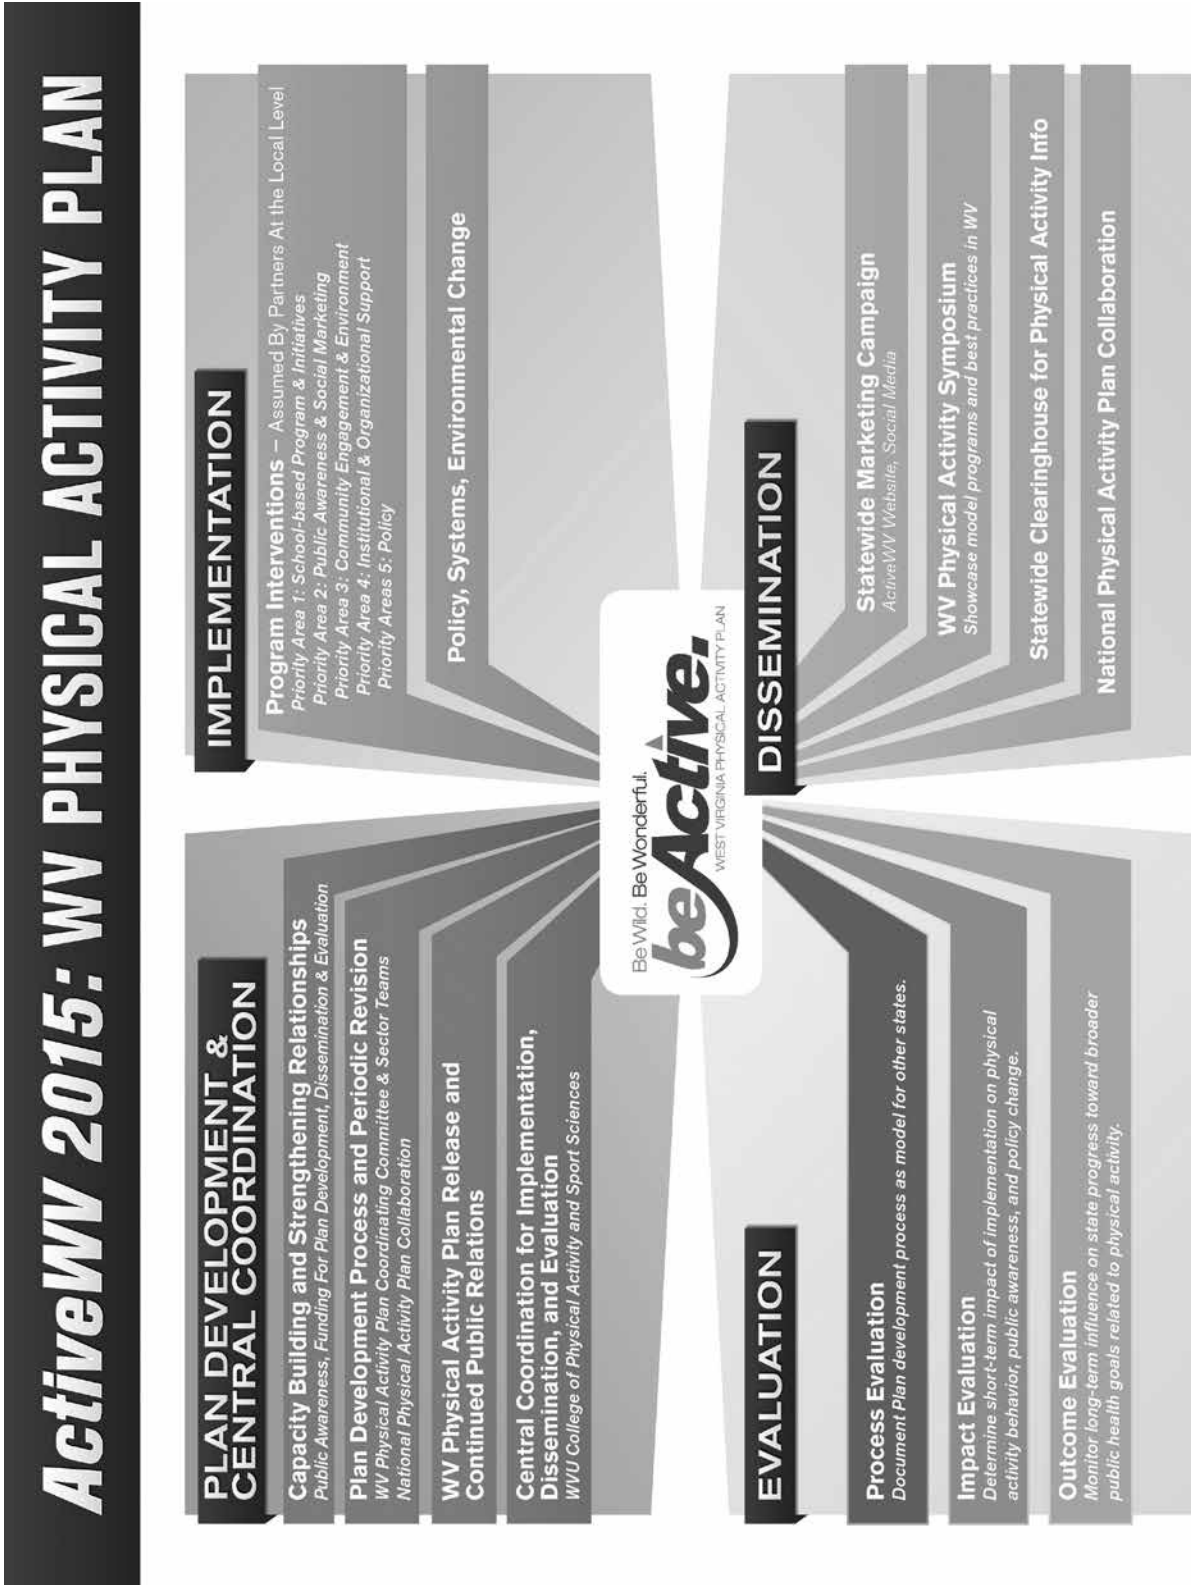 ActiveWV 2015: WV PHYSICAL ACTIVITY PLAN
PLAN DEVELOPMENT &
CENTRAL COORDINATION
Capacity Building and Strengthening Relationships
Public Awareness, Funding For Plan Development, Dissemination & Evaluation
Plan Development Process and Periodic Revision
WV Physical Activity Plan Coordinating Committee & Sector Teams
National Physical Activity Plan Collaboration
WV Physical Activity Plan Release and
Continued Public Relations
Central Coordination for Implementation,
Dissemination, and Evaluation
WVU College of Physical Activity and Sport Sciences
IMPLEMENTATION
Program Interventions – Assumed By Partners At the Local Level
Priority Area 1: School-based Program & Initiatives
Priority Area 2: Public Awareness & Social Marketing
Priority Area 3: Community Engagement & Environment
Priority Area 4: Institutional & Organizational Support
Priority Areas 5: Policy
Policy, Systems, Environmental Change
Be Wild. Be Wonderful.
beActive.
WEST VIRGINIA PHYSICAL ACTIVITY PLAN
EVALUATION
Process Evaluation
Document Plan development process as model for other states.
Impact Evaluation
Determine short-term impact of implementation on physical
activity behavior, public awareness, and policy change.
Outcome Evaluation
Monitor long-term influence on state progress toward broader
public health goals related to physical activity.
DISSEMINATION
Statewide Marketing Campaign
ActiveWV Website, Social Media
WV Physical Activity Symposium
Showcase model programs and best practices in WV
Statewide Clearinghouse for Physical Activity Info
National Physical Activity Plan Collaboration